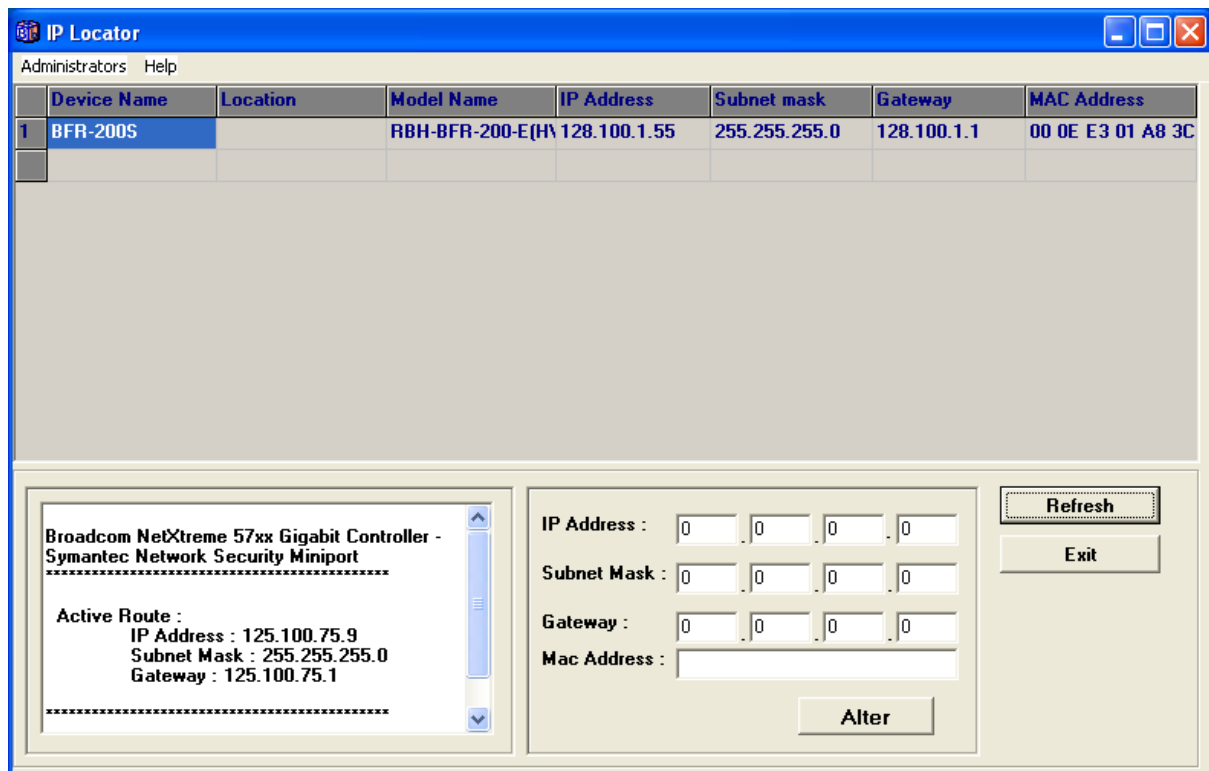 IP Locator
Administrators Help
Device Name Location Model Name IP Address Subnet mask Gateway MAC Address
1 BFR-200S RBH-BFR-200-E(H 128.100.1.55 255.255.255.0 128.100.1.1 00 0E E3 01 A8 3C
Broadcom NetXtreme 57xx Gigabit Controller -
Symantec Network Security Miniport
*********************************************
Active Route :
IP Address : 125.100.75.9
Subnet Mask : 255.255.255.0
Gateway : 125.100.75.1
*********************************************
IP Address : 0 . 0 . 0 . 0
Subnet Mask : 0 . 0 . 0 . 0
Gateway : 0 . 0 . 0 . 0
Mac Address :
Alter
Refresh
Exit